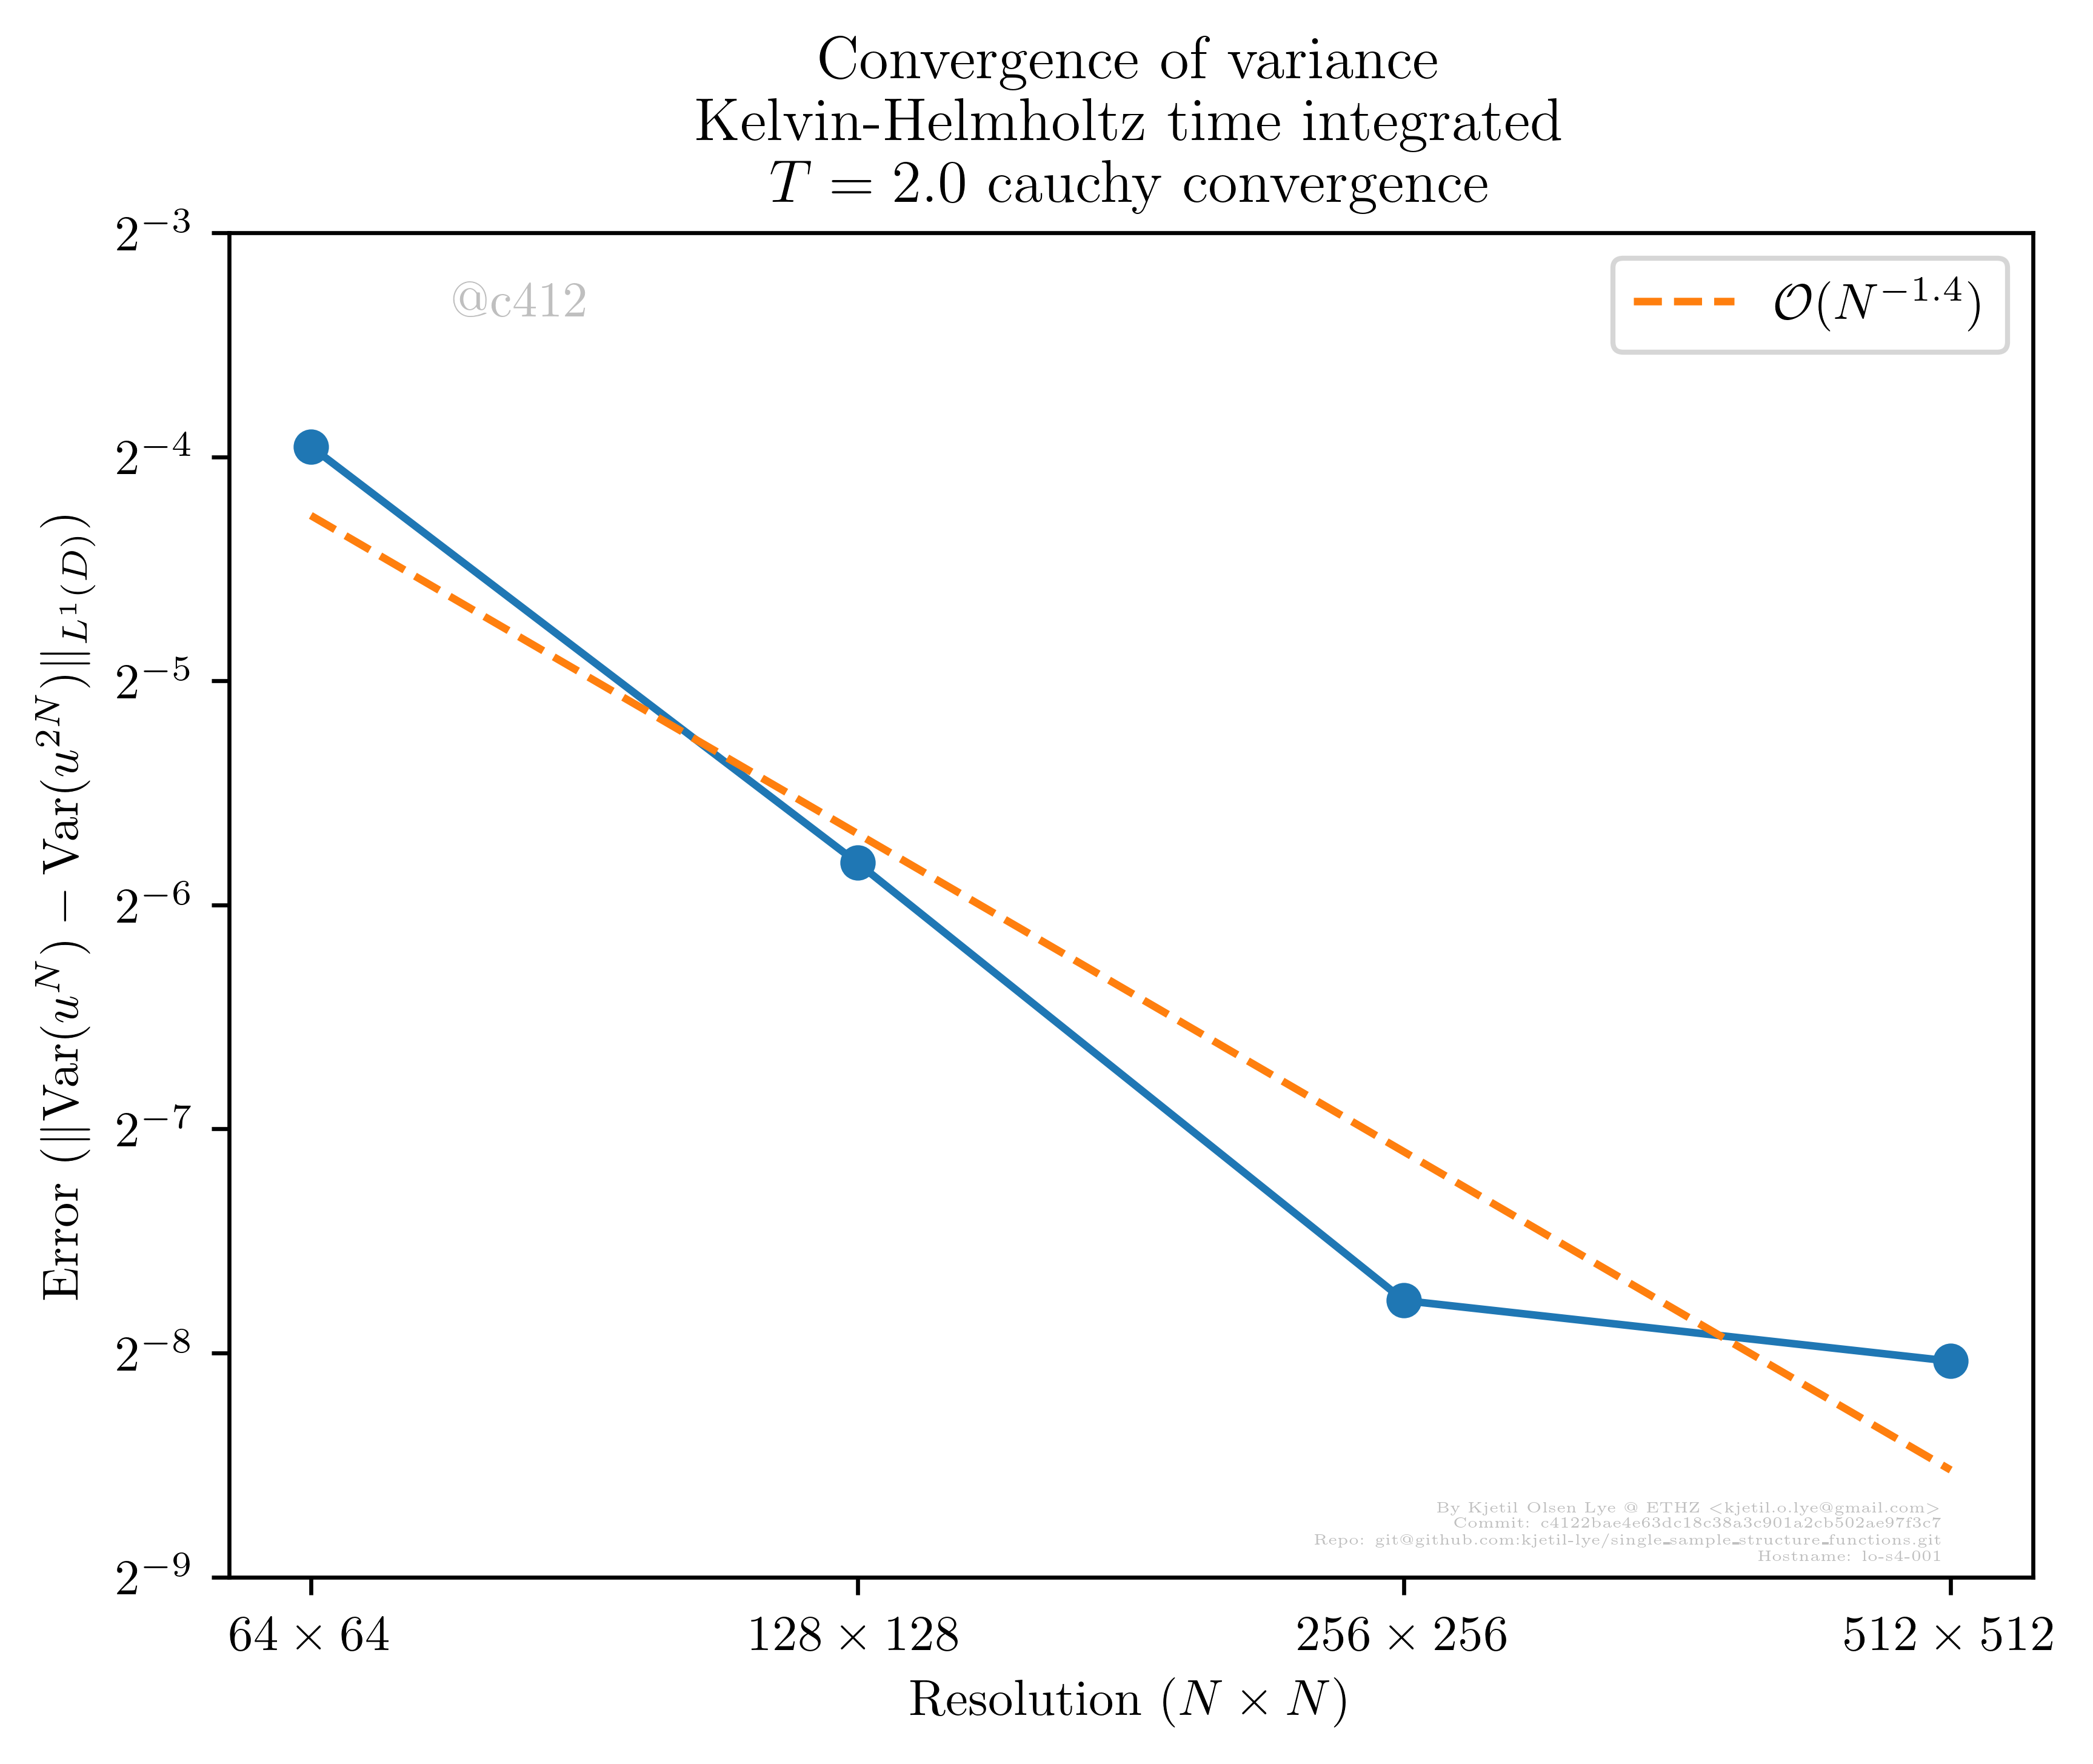 Convergence of variance
Kelvin-Helmholtz time integrated
T = 2.0 cauchy convergence
@c412
O(N^{-1.4})
Error (||Var(u^N) − Var(u^{2N})||_{L^1(D)})
2^{-3}
2^{-4}
2^{-5}
2^{-6}
2^{-7}
2^{-8}
2^{-9}
By Kjetil Olsen Lye @ ETHZ <kjetil.o.lye@gmail.com>
Commit: c4122bae4e63dc18c38a3c901a2cb502ae97f3c7
Repo: git@github.com:kjetil-lye/single_sample_structure_functions.git
Hostname: lo-s4-001
64 × 64
128 × 128
256 × 256
512 × 512
Resolution (N × N)